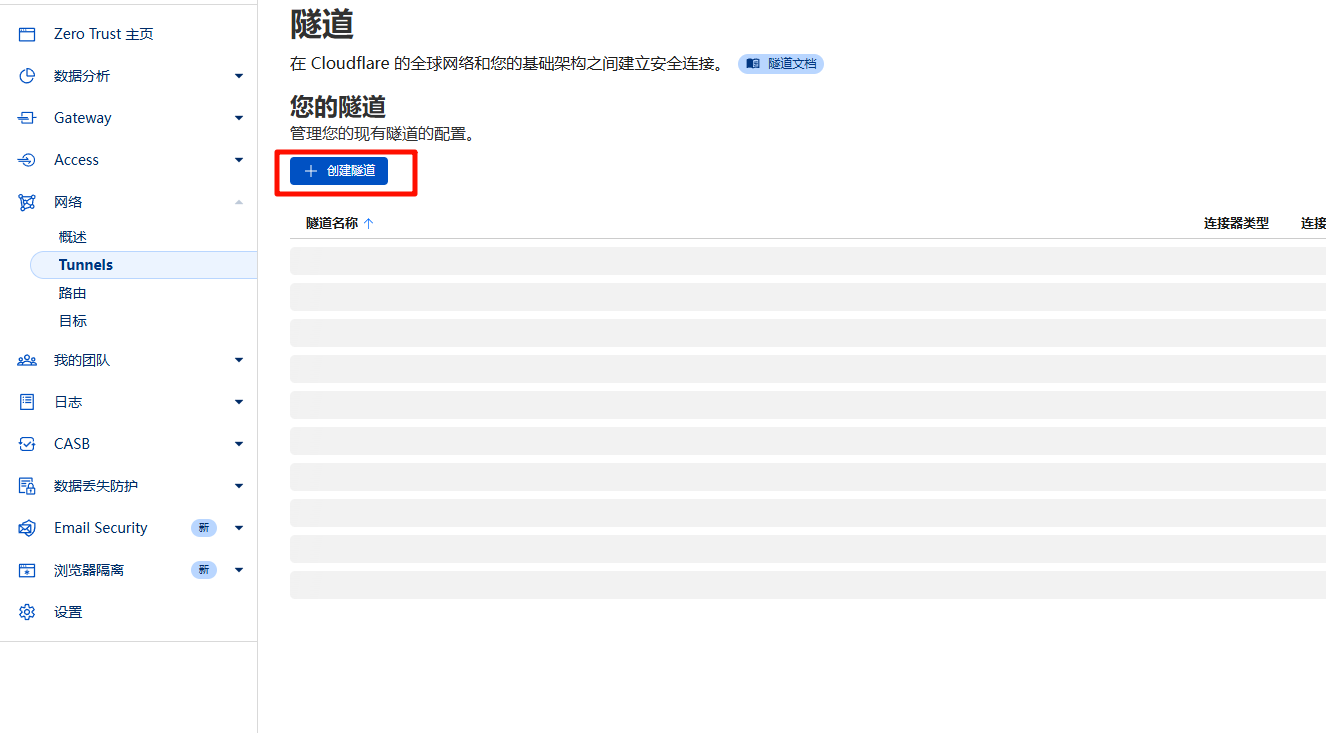 Zero Trust 主页
数据分析
Gateway
Access
网络
概述
Tunnels
路由
目标
我的团队
日志
CASB
数据丢失防护
Email Security 新
浏览器隔离 新
设置
隧道
在 Cloudflare 的全球网络和您的基础架构之间建立安全连接。 隧道文档
您的隧道
管理您的现有隧道的配置。
创建隧道
隧道名称 连接器类型 连接